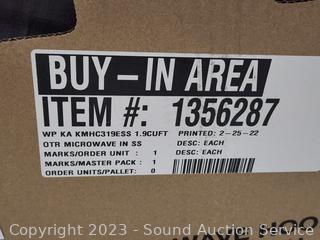 BUY-IN AREA
ITEM #: 1356287
WP KA KMHC319ESS 1.9CUFT PRINTED: 2-25-22
OTR MICROWAVE IN SS DESC: EACH
MARKS/ORDER UNIT : 1 DESC: EACH
MARKS/MASTER PACK : 1
ORDER UNITS/PALLET: 0
Copyright 2023 - Sound Auction Service